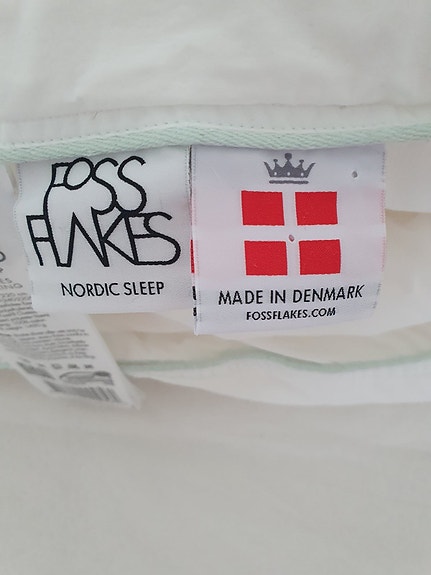 FOSS
FLAKES
NORDIC SLEEP
MADE IN DENMARK
FOSSFLAKES.COM